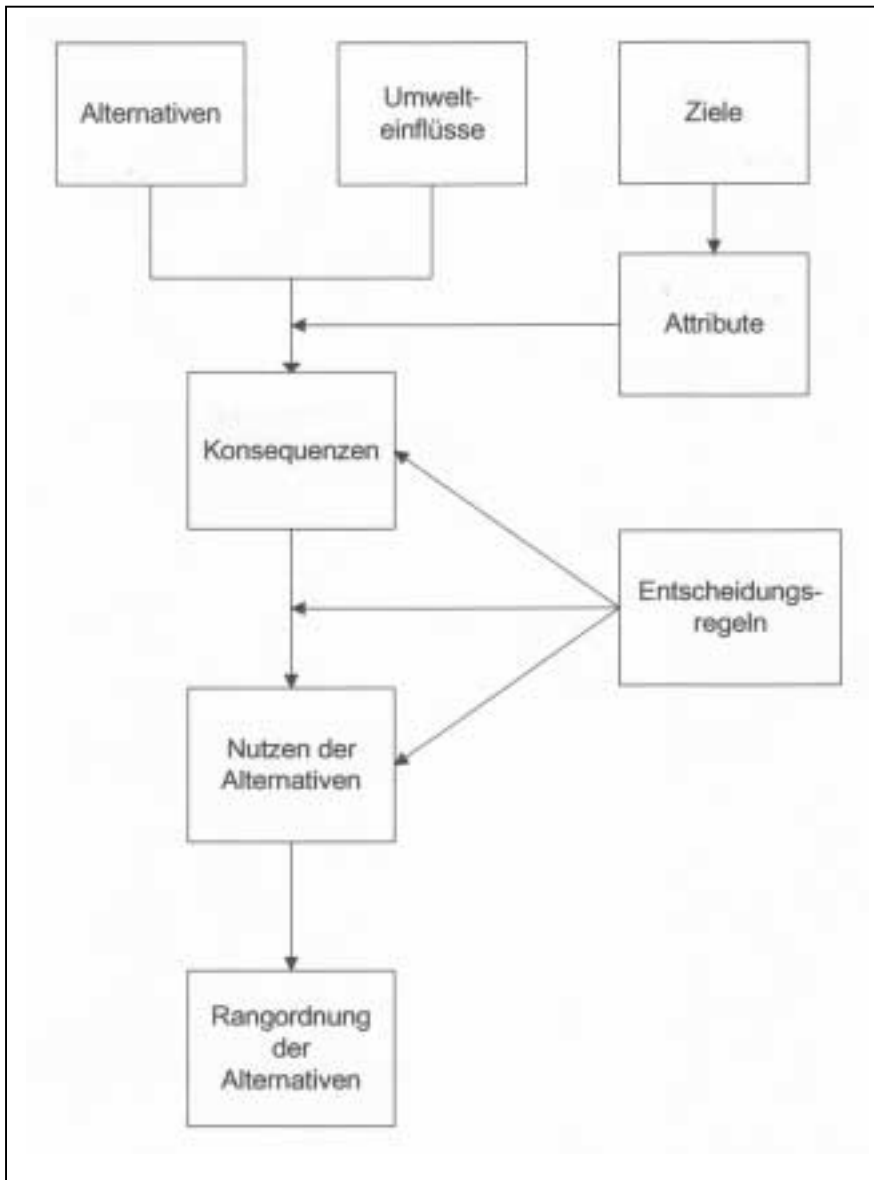 Alternativen
Umwelt-
einflüsse
Ziele
Attribute
Konsequenzen
Entscheidungs-
regeln
Nutzen der
Alternativen
Rangordnung
der
Alternativen